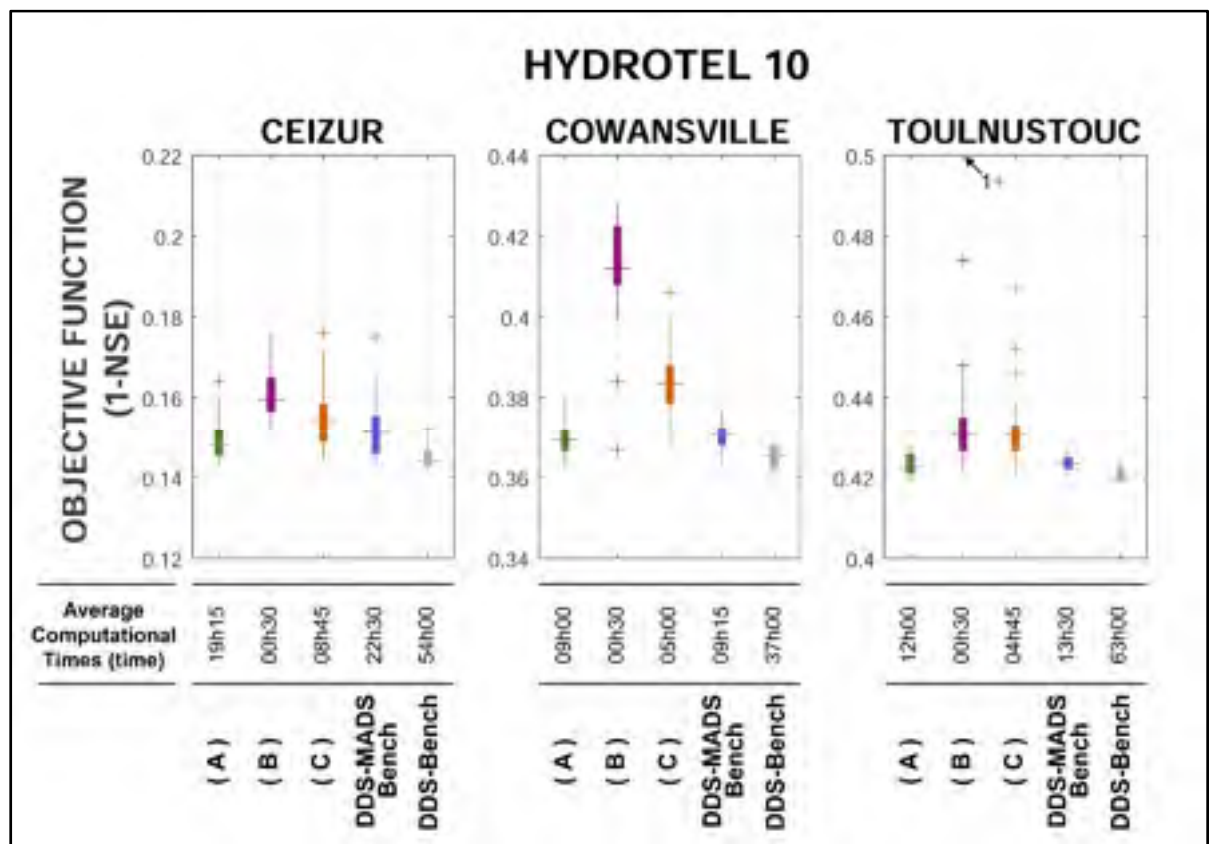 HYDROTEL 10
CEIZUR
COWANSVILLE
TOULNUSTOUC
OBJECTIVE FUNCTION
(1-NSE)
0.22
0.2
0.18
0.16
0.14
0.12
0.44
0.42
0.4
0.38
0.36
0.34
0.5
0.48
0.46
0.44
0.42
0.4
1
Average
Computational
Times (time)
19h15
00h30
08h45
22h30
54h00
09h00
00h30
05h00
09h15
37h00
12h00
00h30
04h45
13h30
63h00
( A )
( B )
( C )
DDS-MADS
Bench
DDS-Bench
( A )
( B )
( C )
DDS-MADS
Bench
DDS-Bench
( A )
( B )
( C )
DDS-MADS
Bench
DDS-Bench